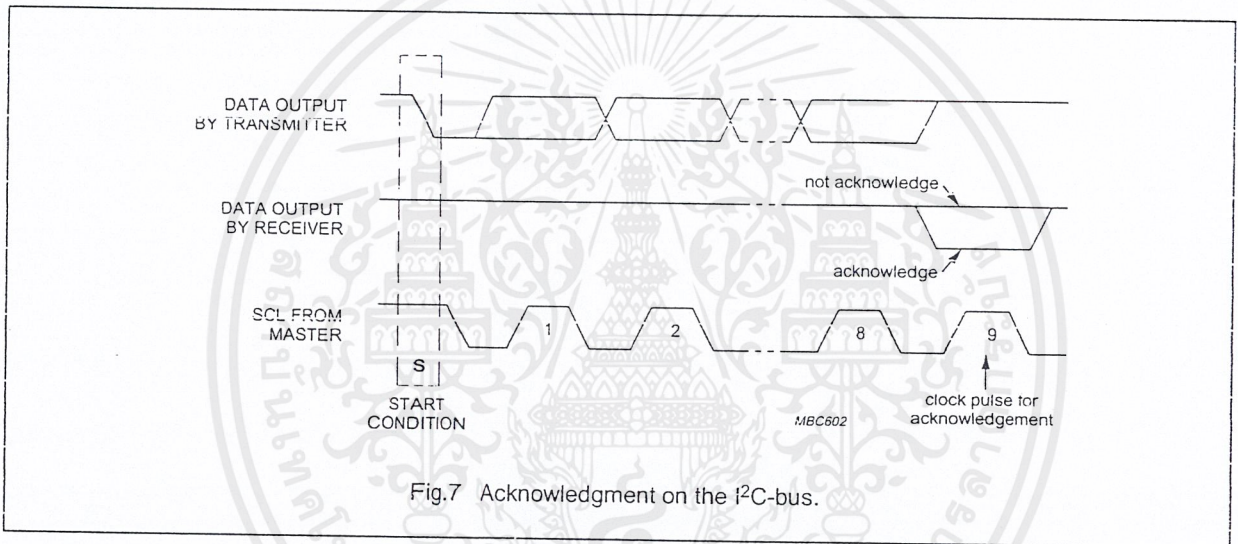 DATA OUTPUT
BY TRANSMITTER
not acknowledge
DATA OUTPUT
BY RECEIVER
acknowledge
SCL FROM
MASTER
1
2
8
9
S
START
CONDITION
MBC602
clock pulse for
acknowledgement
Fig.7 Acknowledgment on the I²C-bus.